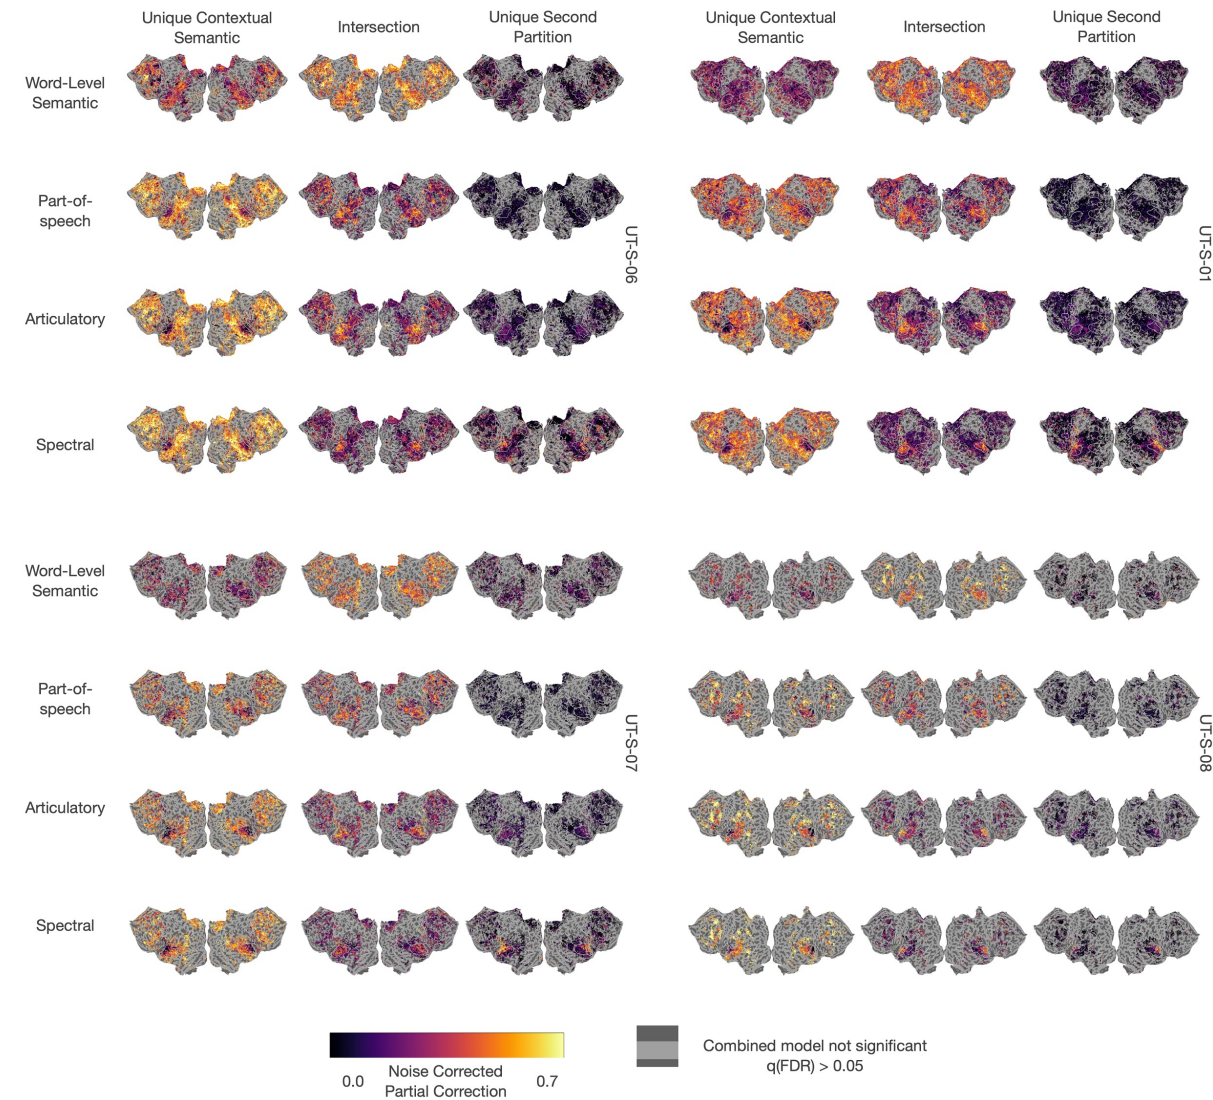 Unique Contextual
Semantic
Intersection
Unique Second
Partition
Unique Contextual
Semantic
Intersection
Unique Second
Partition
Word-Level
Semantic
Part-of-
speech
UT-S-06
UT-S-01
Articulatory
Spectral
Word-Level
Semantic
Part-of-
speech
UT-S-07
UT-S-08
Articulatory
Spectral
0.0
Noise Corrected
Partial Correction
0.7
Combined model not significant
q(FDR) > 0.05